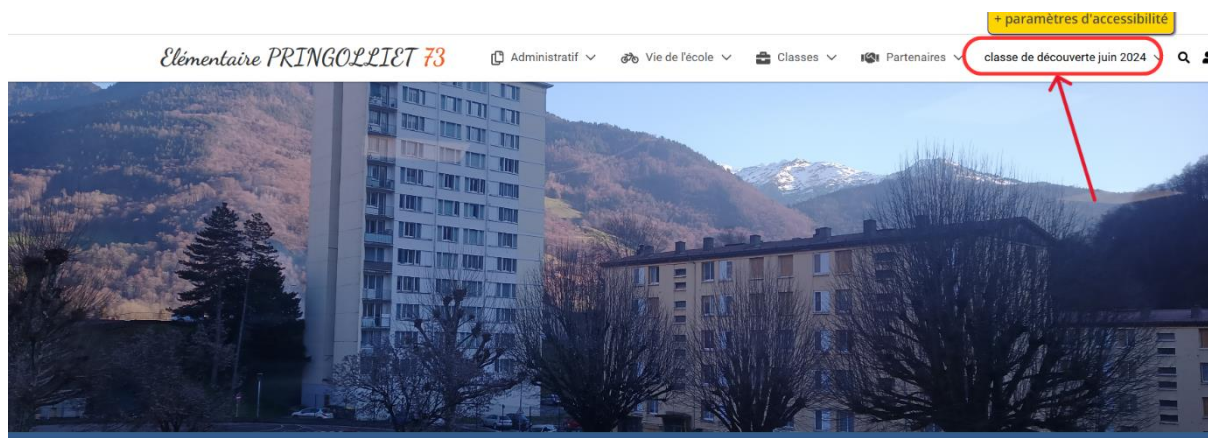 + paramètres d'accessibilité
Elémentaire PRINGOLLIET 73 Administratif Vie de l'école Classes Partenaires classe de découverte juin 2024